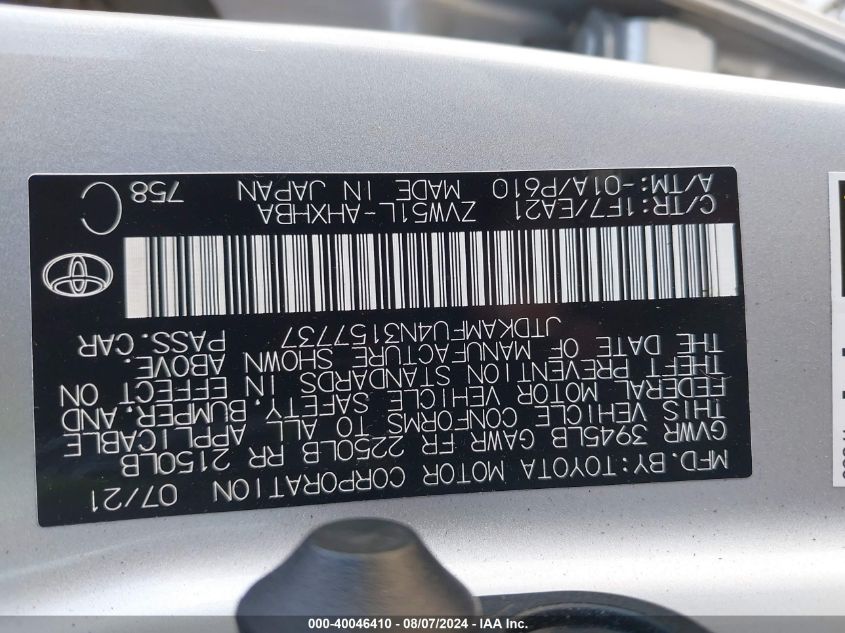 MFD.BY:TOYOTA MOTOR CORPORATION 07/21
GVWR 3945LB GAWR FR 2250LB RR 2150LB
THIS VEHICLE CONFORMS TO ALL APPLICABLE
FEDERAL MOTOR VEHICLE SAFETY, BUMPER, AND
THEFT PREVENTION STANDARDS IN EFFECT ON
THE DATE OF MANUFACTURE SHOWN ABOVE.
JTDKAMFU4N3157737 PASS.CAR
C/TR:1F7/EA21 ZVW51L-AHXHBA
A/TM:-01A/P610 MADE IN JAPAN 758 C
000-40046410 - 08/07/2024 - IAA Inc.